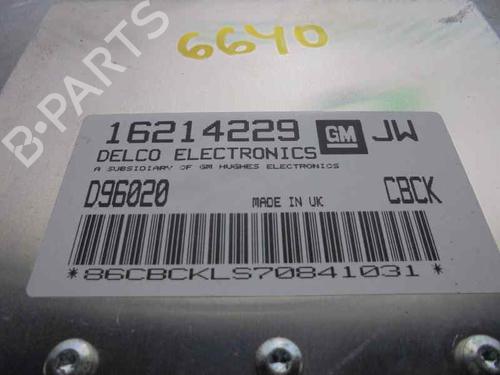 6640
B-PARTS
16214229 GM JW
DELCO ELECTRONICS
A SUBSIDIARY OF GM HUGHES ELECTRONICS
D96020 MADE IN UK CBCK
*86CBCKLS70841031*